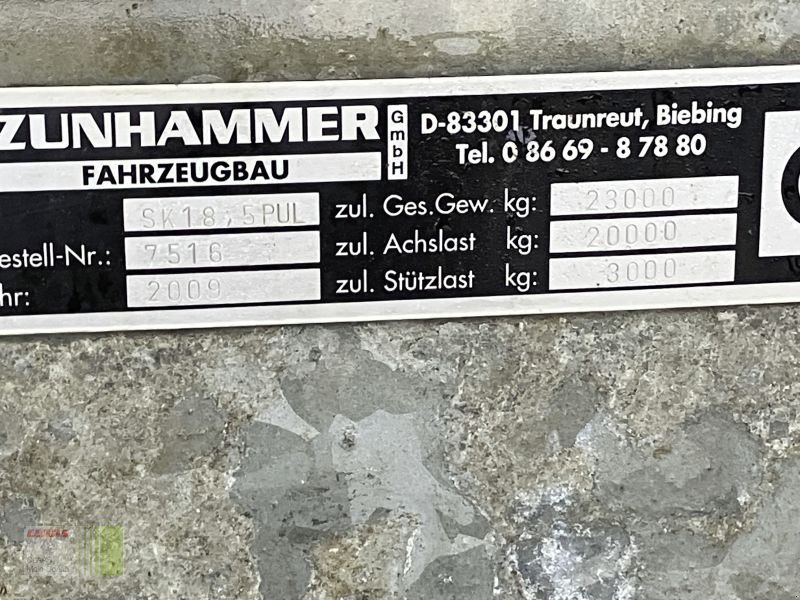 ZUNHAMMER GmbH
FAHRZEUGBAU
D-83301 Traunreut, Biebing
Tel. 0 86 69 - 8 78 80
SK18,5PUL
estell-Nr.: 7516
hr: 2009
zul. Ges.Gew. kg: 23000
zul. Achslast kg: 20000
zul. Stützlast kg: 3000
CLAAS